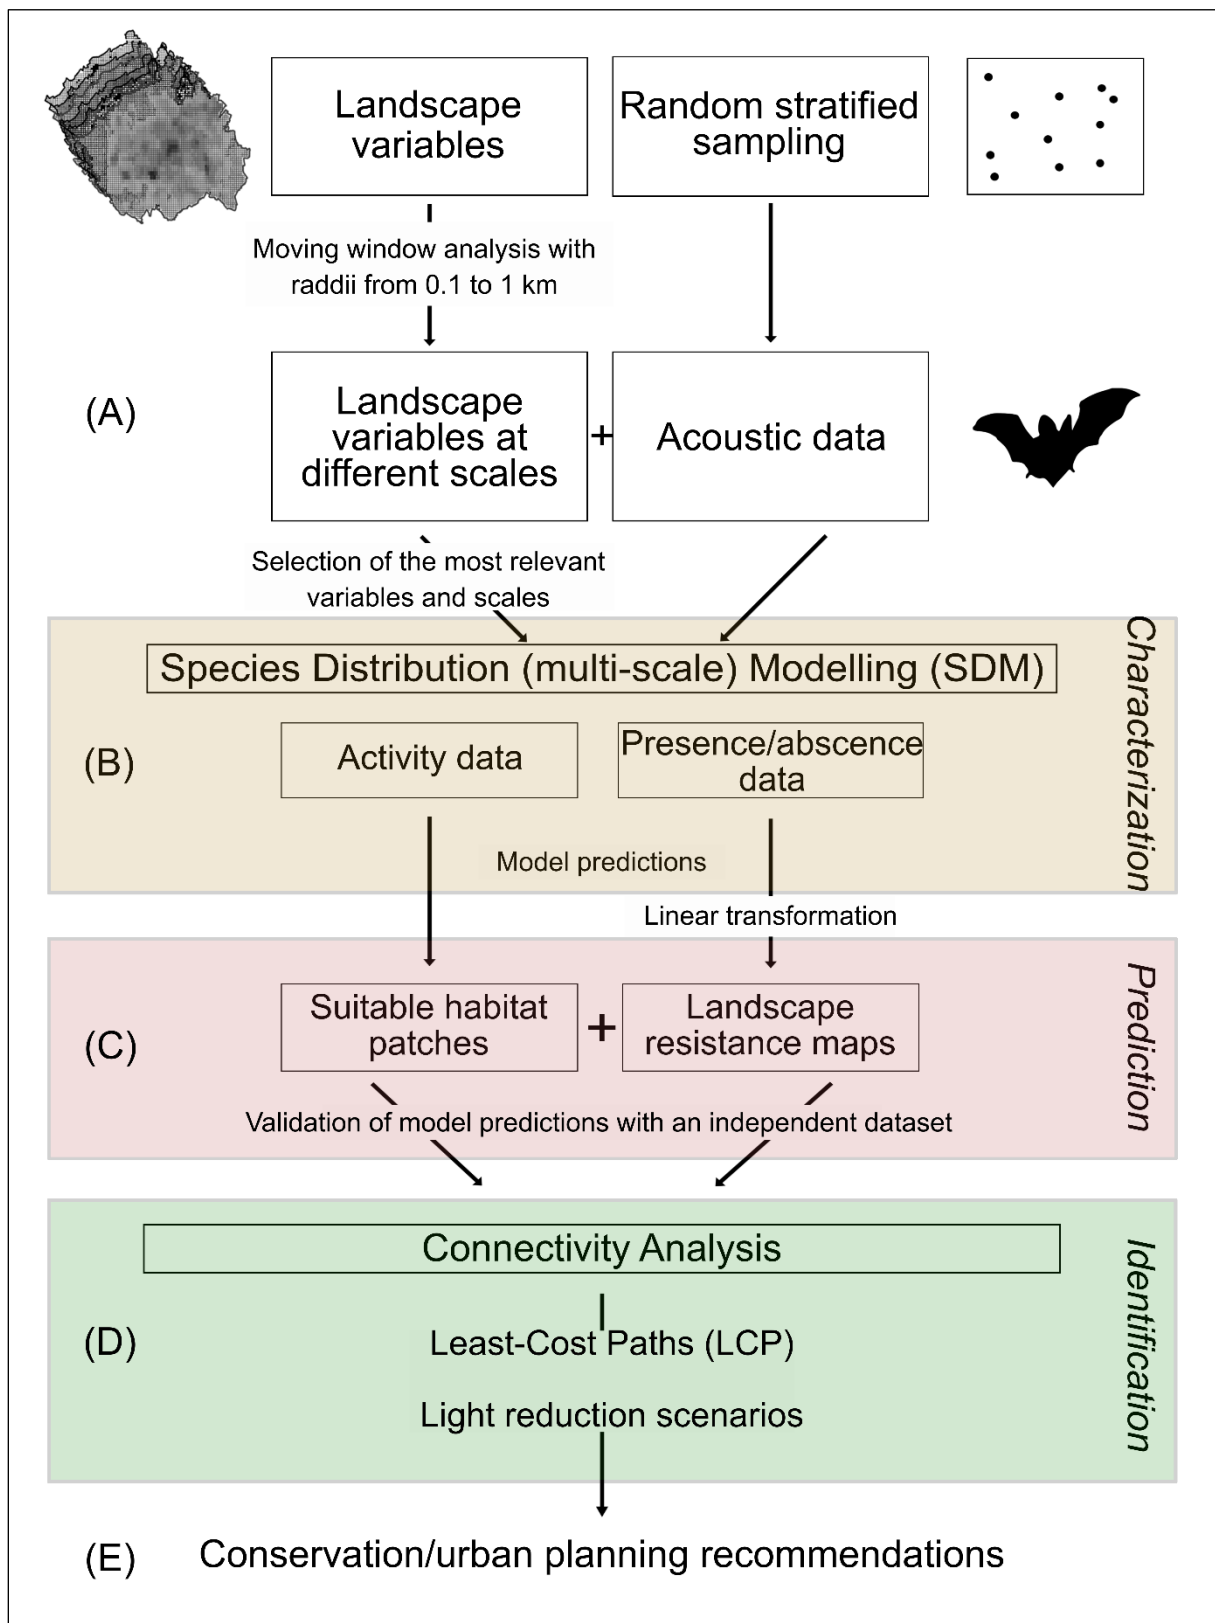 Landscape
variables
Random stratified
sampling
Moving window analysis with
raddii from 0.1 to 1 km
(A)
Landscape
variables at
different scales
+
Acoustic data
Selection of the most relevant
variables and scales
Characterization
Species Distribution (multi-scale) Modelling (SDM)
(B)
Activity data
Presence/abscence
data
Model predictions
Linear transformation
Prediction
(C)
Suitable habitat
patches
+
Landscape
resistance maps
Validation of model predictions with an independent dataset
Identification
Connectivity Analysis
(D)
Least-Cost Paths (LCP)
Light reduction scenarios
(E)
Conservation/urban planning recommendations